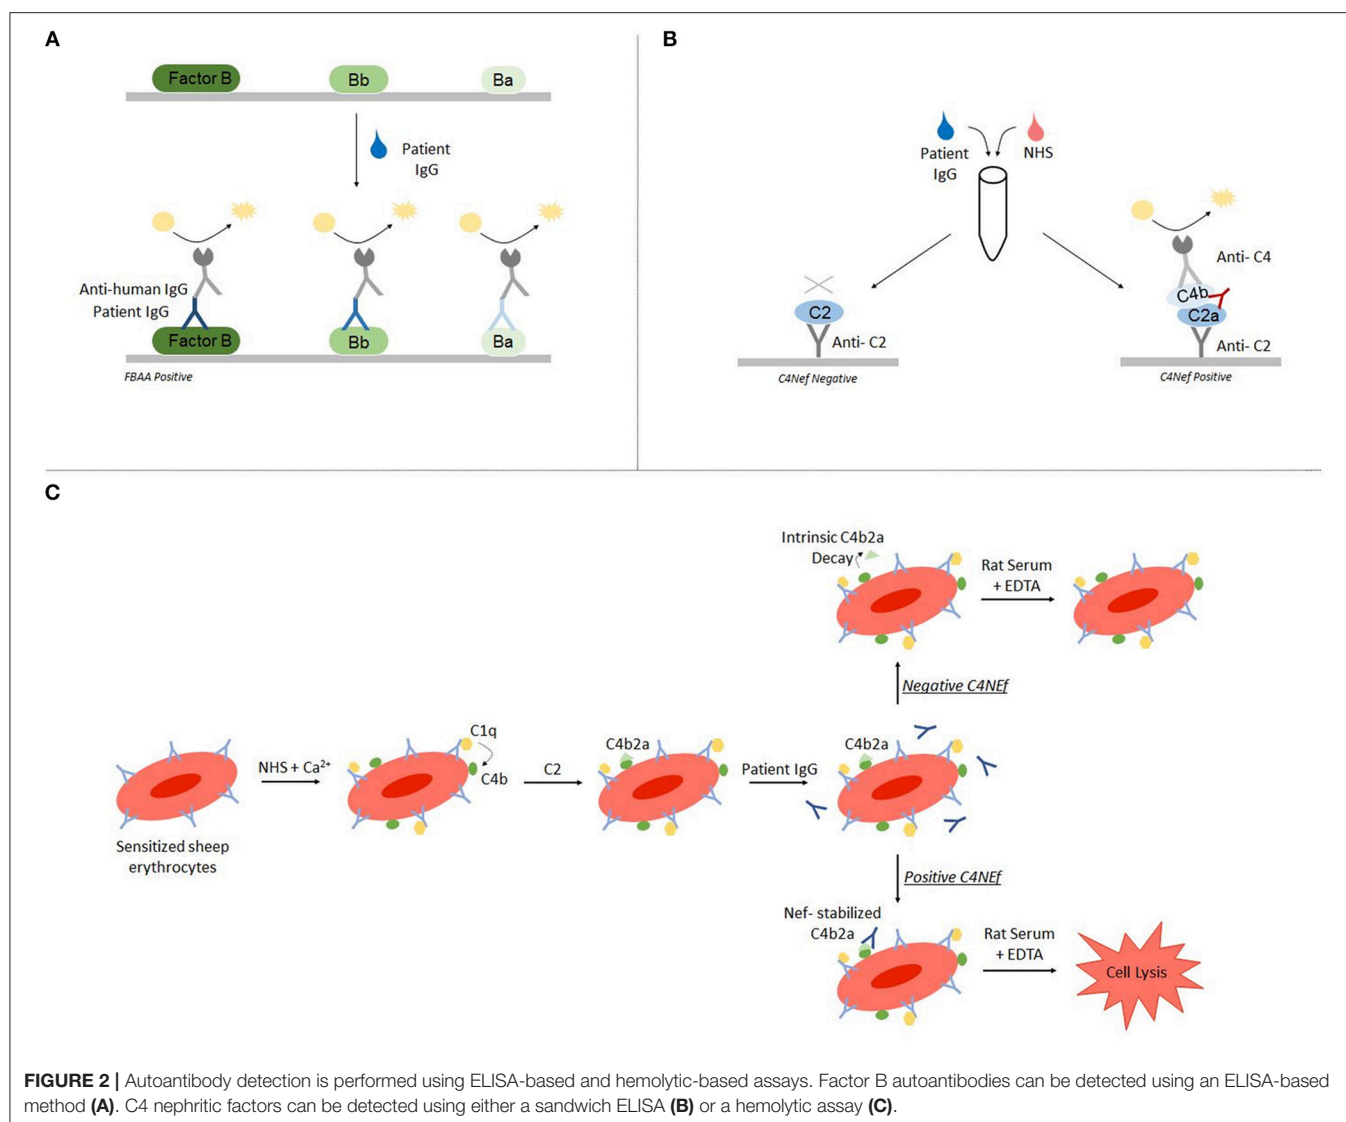 A
Factor B
Bb
Ba
Patient
IgG
Anti-human IgG
Patient IgG
Factor B
Bb
Ba
FBAA Positive
B
Patient
IgG
NHS
C2
Anti- C2
C4Nef Negative
Anti- C4
C4b
C2a
Anti- C2
C4Nef Positive
C
Intrinsic C4b2a
Decay
Rat Serum
+ EDTA
Negative C4NEf
Sensitized sheep
erythrocytes
NHS + Ca²⁺
C1q
C4b
C2
C4b2a
Patient IgG
C4b2a
Positive C4NEf
Nef- stabilized
C4b2a
Rat Serum
+ EDTA
Cell Lysis
FIGURE 2 | Autoantibody detection is performed using ELISA-based and hemolytic-based assays. Factor B autoantibodies can be detected using an ELISA-based
method (A). C4 nephritic factors can be detected using either a sandwich ELISA (B) or a hemolytic assay (C).